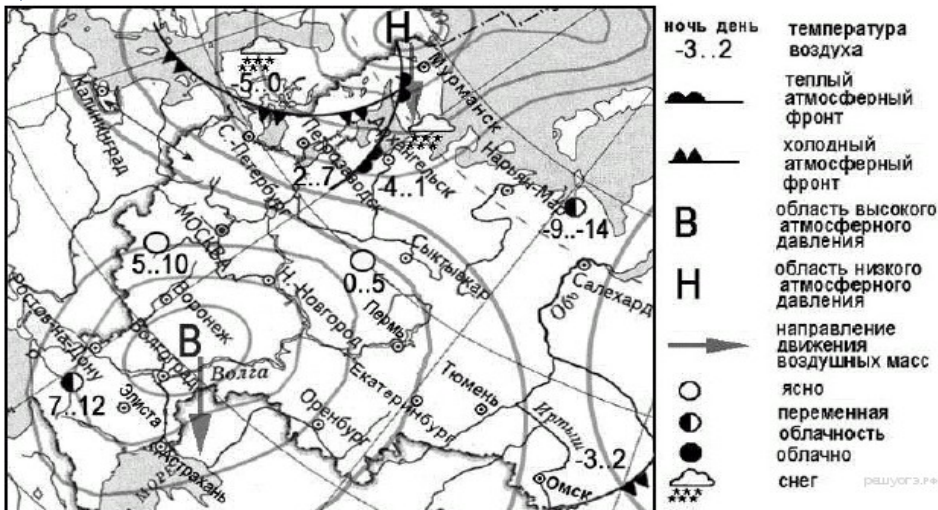 Н
-5..0
Мурманск
Калининград
С.-Петербург
Петрозаводск
Архангельск
Нарьян-Мар
2..7
-4..1
-9..-14
МОСКВА
5..10
0..5
Сыктывкар
Салехард
Обь
Ростов-на-Дону
Воронеж
Н. Новгород
Пермь
В
Волгоград
Волга
7..12
Элиста
Оренбург
Екатеринбург
Тюмень
Иртыш
Астрахань
МОРЕ
-3..2
Омск
ночь день
-3..2
температура
воздуха
теплый
атмосферный
фронт
холодный
атмосферный
фронт
В
область высокого
атмосферного
давления
Н
область низкого
атмосферного
давления
направление
движения
воздушных масс
ясно
переменная
облачность
облачно
снег
решуогэ.рф